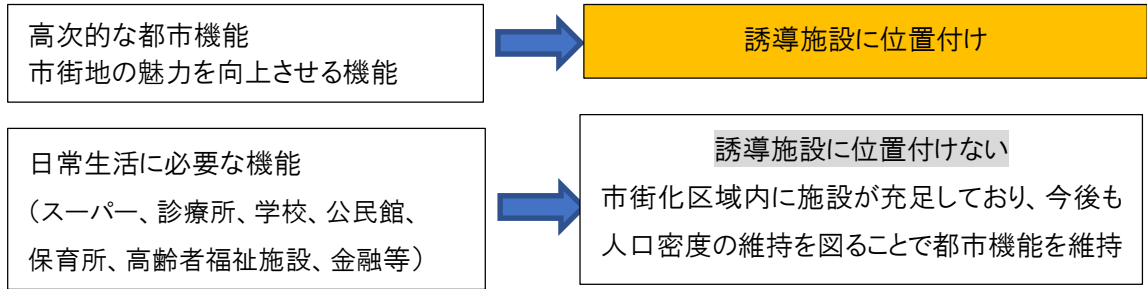 高次的な都市機能
市街地の魅力を向上させる機能
誘導施設に位置付け
日常生活に必要な機能
（スーパー、診療所、学校、公民館、
保育所、高齢者福祉施設、金融等）
誘導施設に位置付けない
市街化区域内に施設が充足しており、今後も
人口密度の維持を図ることで都市機能を維持